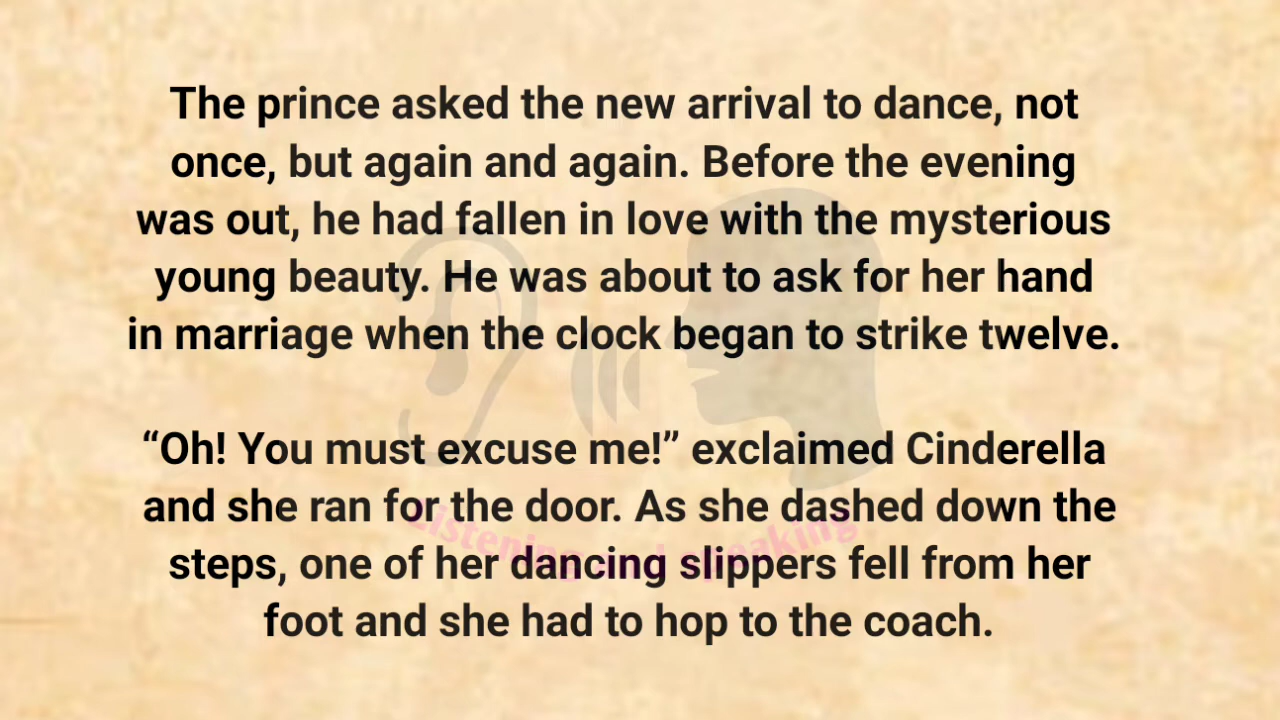 The prince asked the new arrival to dance, not
once, but again and again. Before the evening
was out, he had fallen in love with the mysterious
young beauty. He was about to ask for her hand
in marriage when the clock began to strike twelve.
“Oh! You must excuse me!” exclaimed Cinderella
and she ran for the door. As she dashed down the
steps, one of her dancing slippers fell from her
foot and she had to hop to the coach.
Listening and speaking